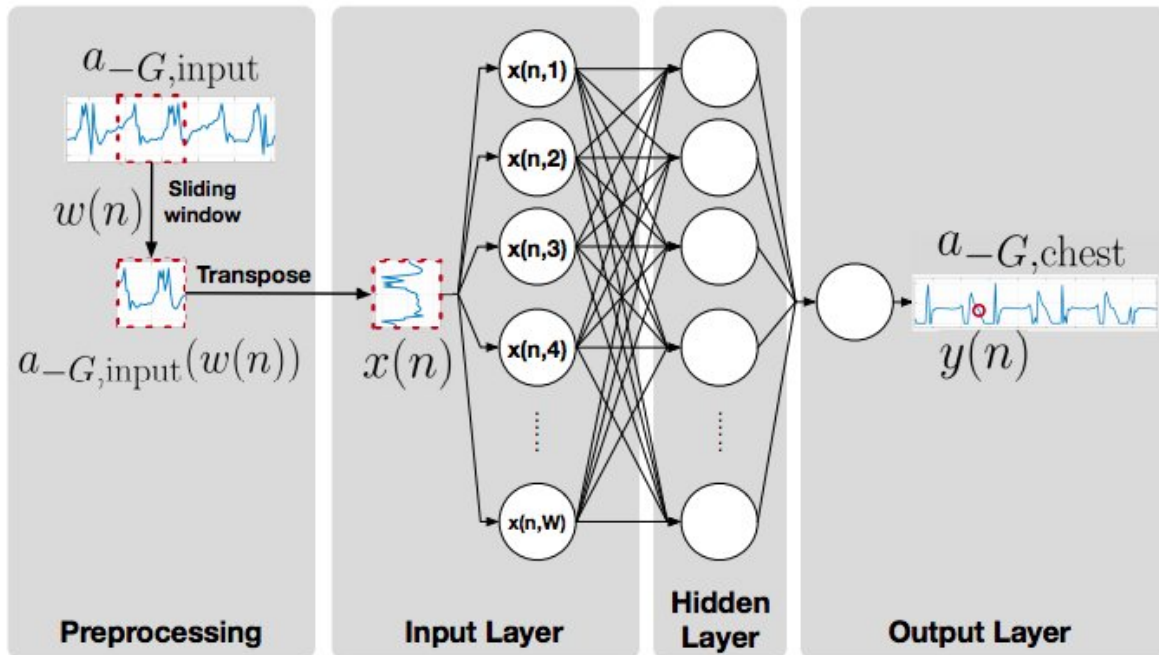 a_{-G,input}
w(n)
Sliding
window
Transpose
a_{-G,input}(w(n))
x(n)
x(n,1)
x(n,2)
x(n,3)
x(n,4)
x(n,W)
a_{-G,chest}
y(n)
Preprocessing
Input Layer
Hidden
Layer
Output Layer